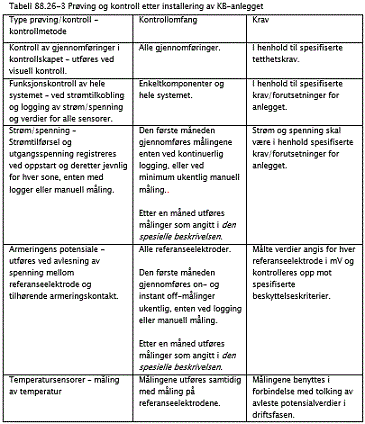 Tabell 88.26-3 Prøving og kontroll etter installering av KB-anlegget
Type prøving/kontroll –
kontrollmetode
Kontrollomfang
Krav
Kontroll av gjennomføringer i
kontrollskapet – utføres ved
visuell kontroll.
Alle gjennomføringer.
I henhold til spesifiserte
tetthetskrav.
Funksjonskontroll av hele
systemet – ved strømtilkobling
og logging av strøm/spenning
og verdier for alle sensorer.
Enkeltkomponenter og
hele systemet.
I henhold til spesifiserte
krav/forutsetninger for
anlegget.
Strøm/spenning –
Strømtilførsel og
utgangsspenning registreres
ved oppstart og deretter jevnlig
for hver sone, enten med
logger eller manuell måling.
Den første måneden
gjennomføres målingene
enten ved kontinuerlig
logging, eller ved
minimum ukentlig manuell
måling..
Etter en måned utføres
målinger som angitt i den
spesielle beskrivelsen.
Strøm og spenning skal
være i henhold spesifiserte
krav/forutsetninger for
anlegget.
Armeringens potensiale –
utføres ved avlesning av
spenning mellom
referanseelektrode og
tilhørende armeringskontakt.
Alle referanseelektroder.
Den første måneden
gjennomføres on- og
instant off-målinger
ukentlig, enten ved logging
eller manuell måling.
Etter en måned utføres
målinger som angitt i den
spesielle beskrivelsen.
Målte verdier angis for hver
referanseelektrode i mV og
kontrolleres opp mot
spesifiserte
beskyttelseskriterier.
Temperatursensorer – måling
av temperatur
Målingene utføres samtidig
med måling på
referanseelektrodene.
Målingene benyttes i
forbindelse med tolking av
avleste potensialverdier i
driftsfasen.